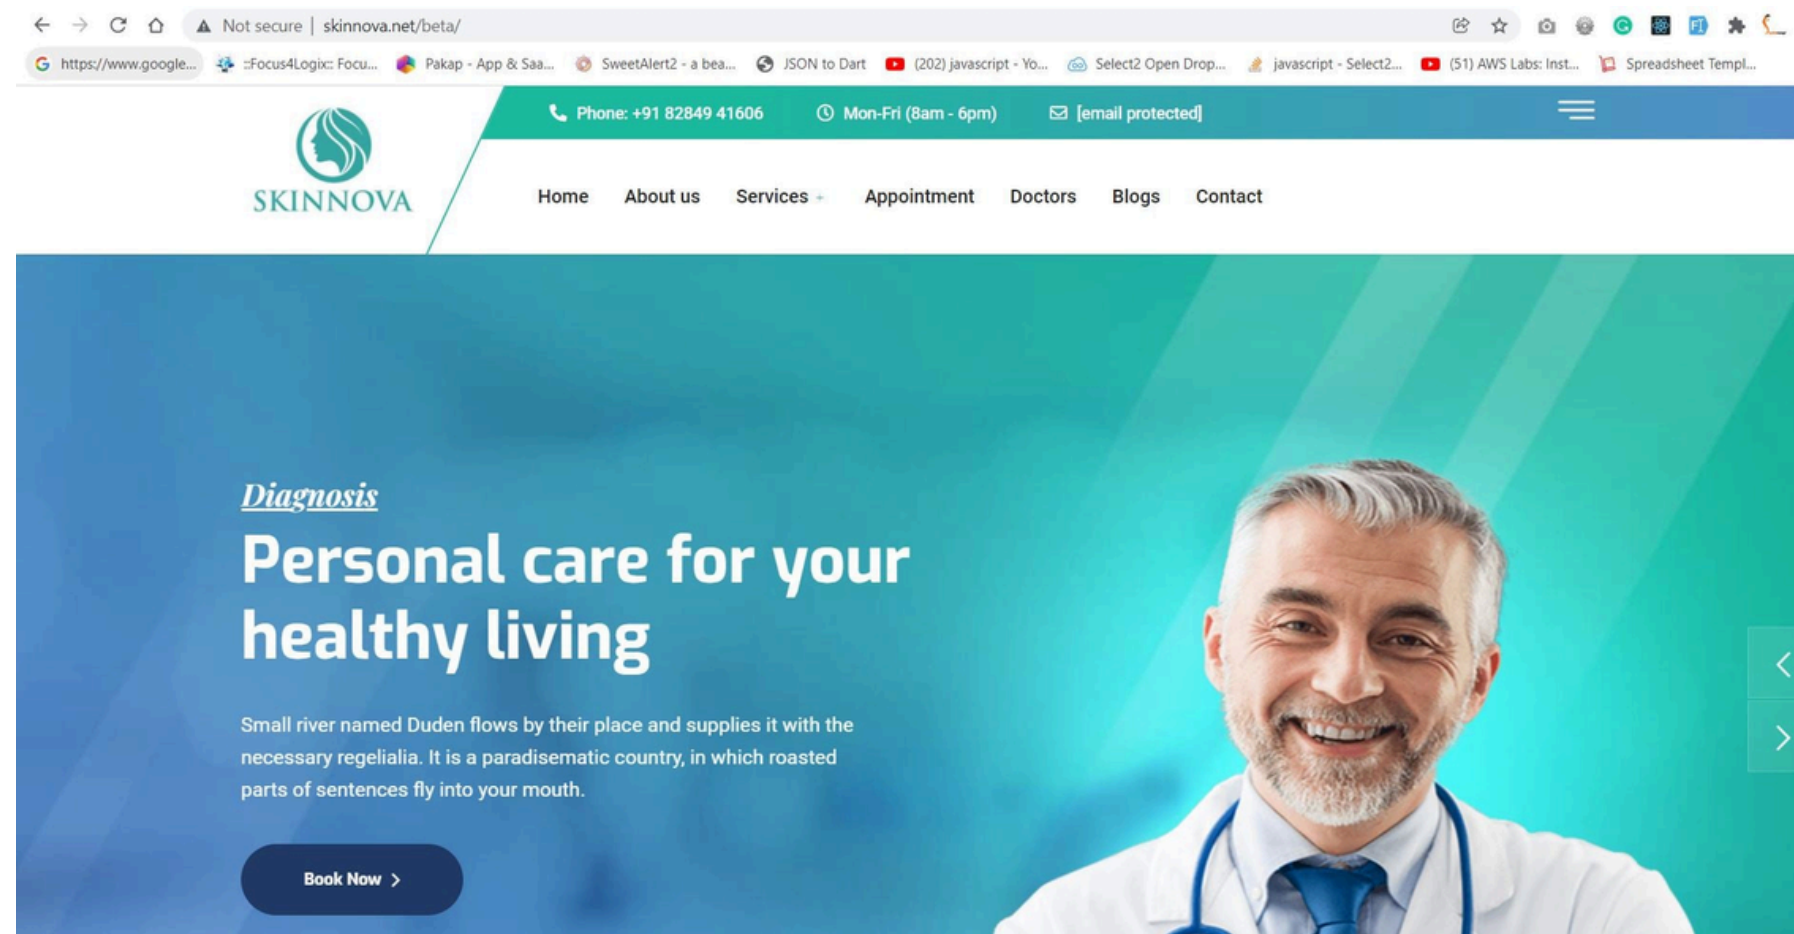 Not secure | skinnova.net/beta/
https://www.google... ::Focus4Logix:: Focu... Pakap - App & Saa... SweetAlert2 - a bea... JSON to Dart (202) javascript - Yo... Select2 Open Drop... javascript - Select2... (51) AWS Labs: Inst... Spreadsheet Templ...
Phone: +91 82849 41606 Mon-Fri (8am - 6pm) [email protected]
SKINNOVA
Home About us Services + Appointment Doctors Blogs Contact
Diagnosis
Personal care for your
healthy living
Small river named Duden flows by their place and supplies it with the
necessary regelialia. It is a paradisematic country, in which roasted
parts of sentences fly into your mouth.
Book Now >